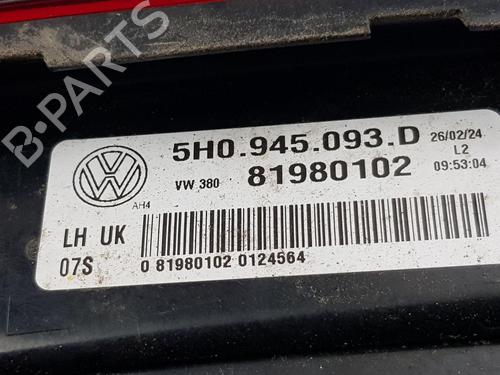 B-PARTS
5H0.945.093.D
26/02/24
VW 380
81980102
L2
09:53:04
AH4
LH UK
07S
0 81980102 0124564